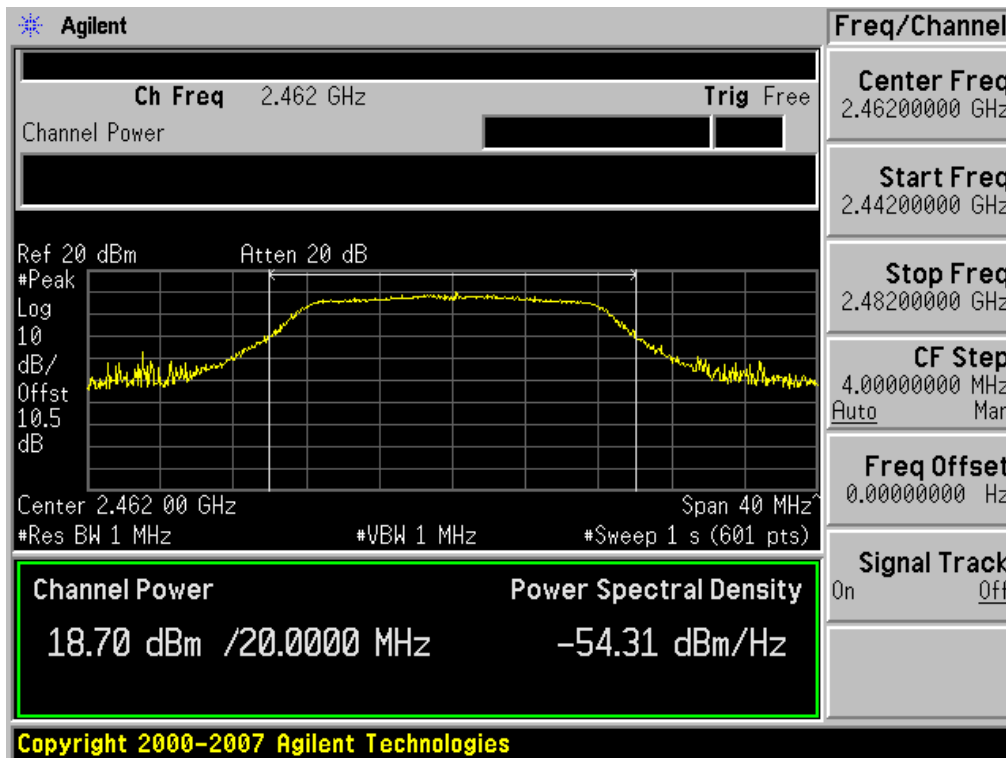 Agilent
Freq/Channel
Ch Freq 2.462 GHz Trig Free
Channel Power
Ref 20 dBm Atten 20 dB
#Peak
Log
10
dB/
Offst
10.5
dB
Center 2.462 00 GHz Span 40 MHz^
#Res BW 1 MHz #VBW 1 MHz #Sweep 1 s (601 pts)
Channel Power Power Spectral Density
18.70 dBm /20.0000 MHz -54.31 dBm/Hz
Copyright 2000-2007 Agilent Technologies
Center Freq
2.46200000 GHz
Start Freq
2.44200000 GHz
Stop Freq
2.48200000 GHz
CF Step
4.00000000 MHz
Auto Man
Freq Offset
0.00000000 Hz
Signal Track
On Off